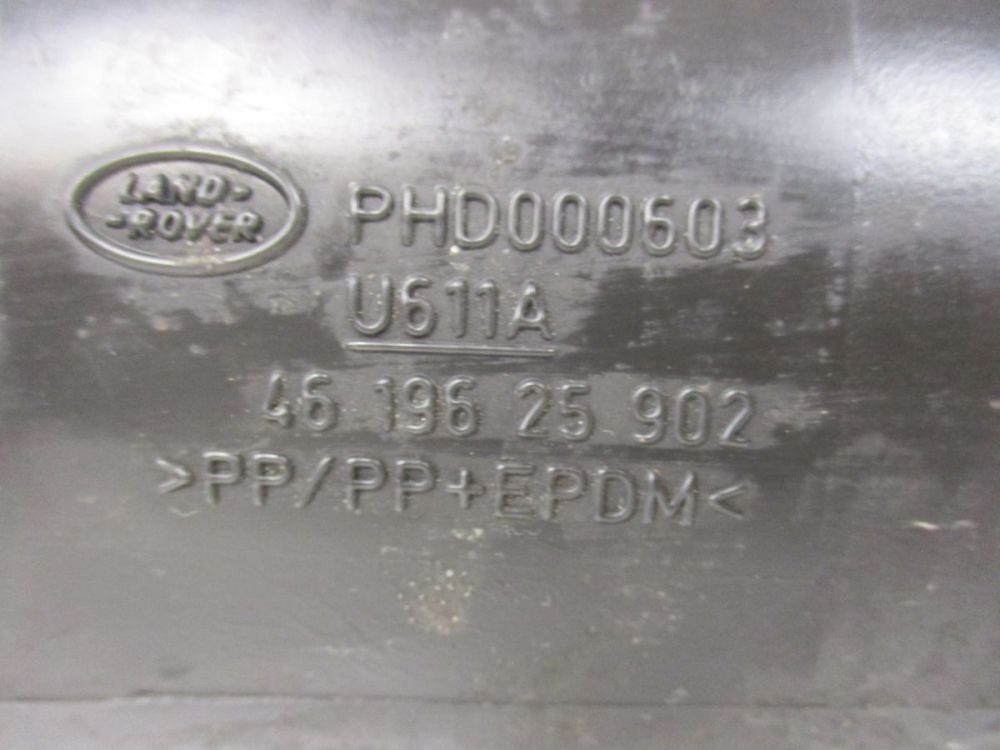 LAND-
-ROVER
PHD000603
U611A
46 196 25 902
>PP/PP+EPDM<